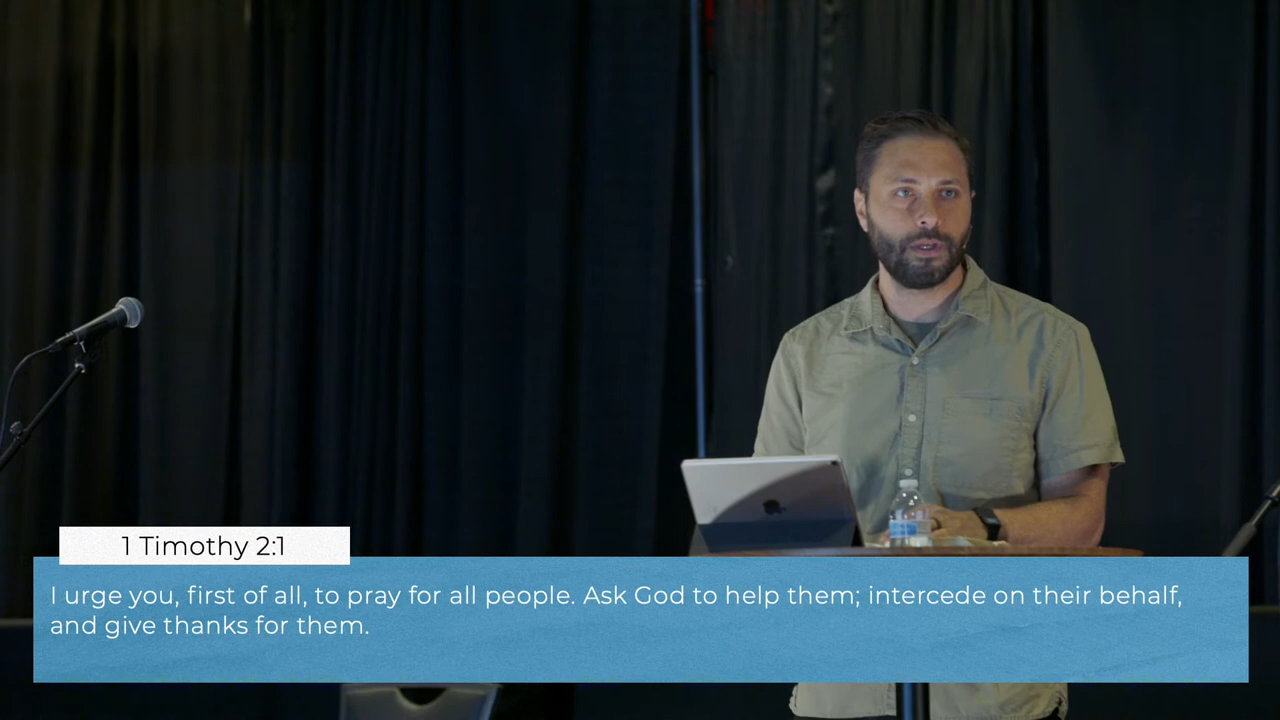 1 Timothy 2:1
I urge you, first of all, to pray for all people. Ask God to help them; intercede on their behalf,
and give thanks for them.